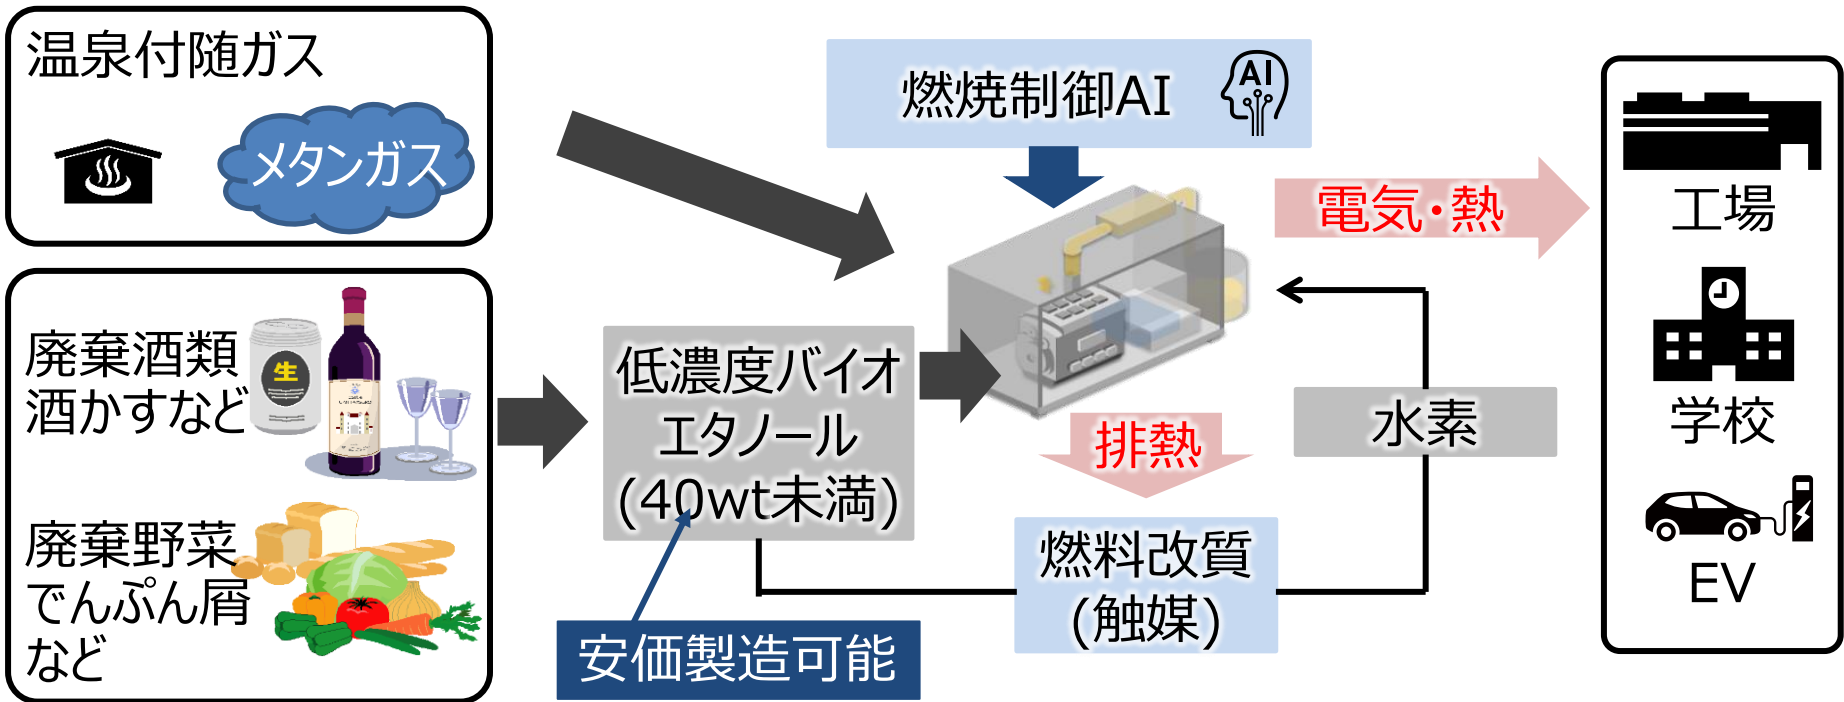 温泉付随ガス
メタンガス
廃棄酒類
酒かすなど
生
廃棄野菜
でんぷん屑
など
低濃度バイオ
エタノール
(40wt未満)
安価製造可能
燃焼制御AI
AI
電気・熱
排熱
水素
燃料改質
(触媒)
工場
学校
EV